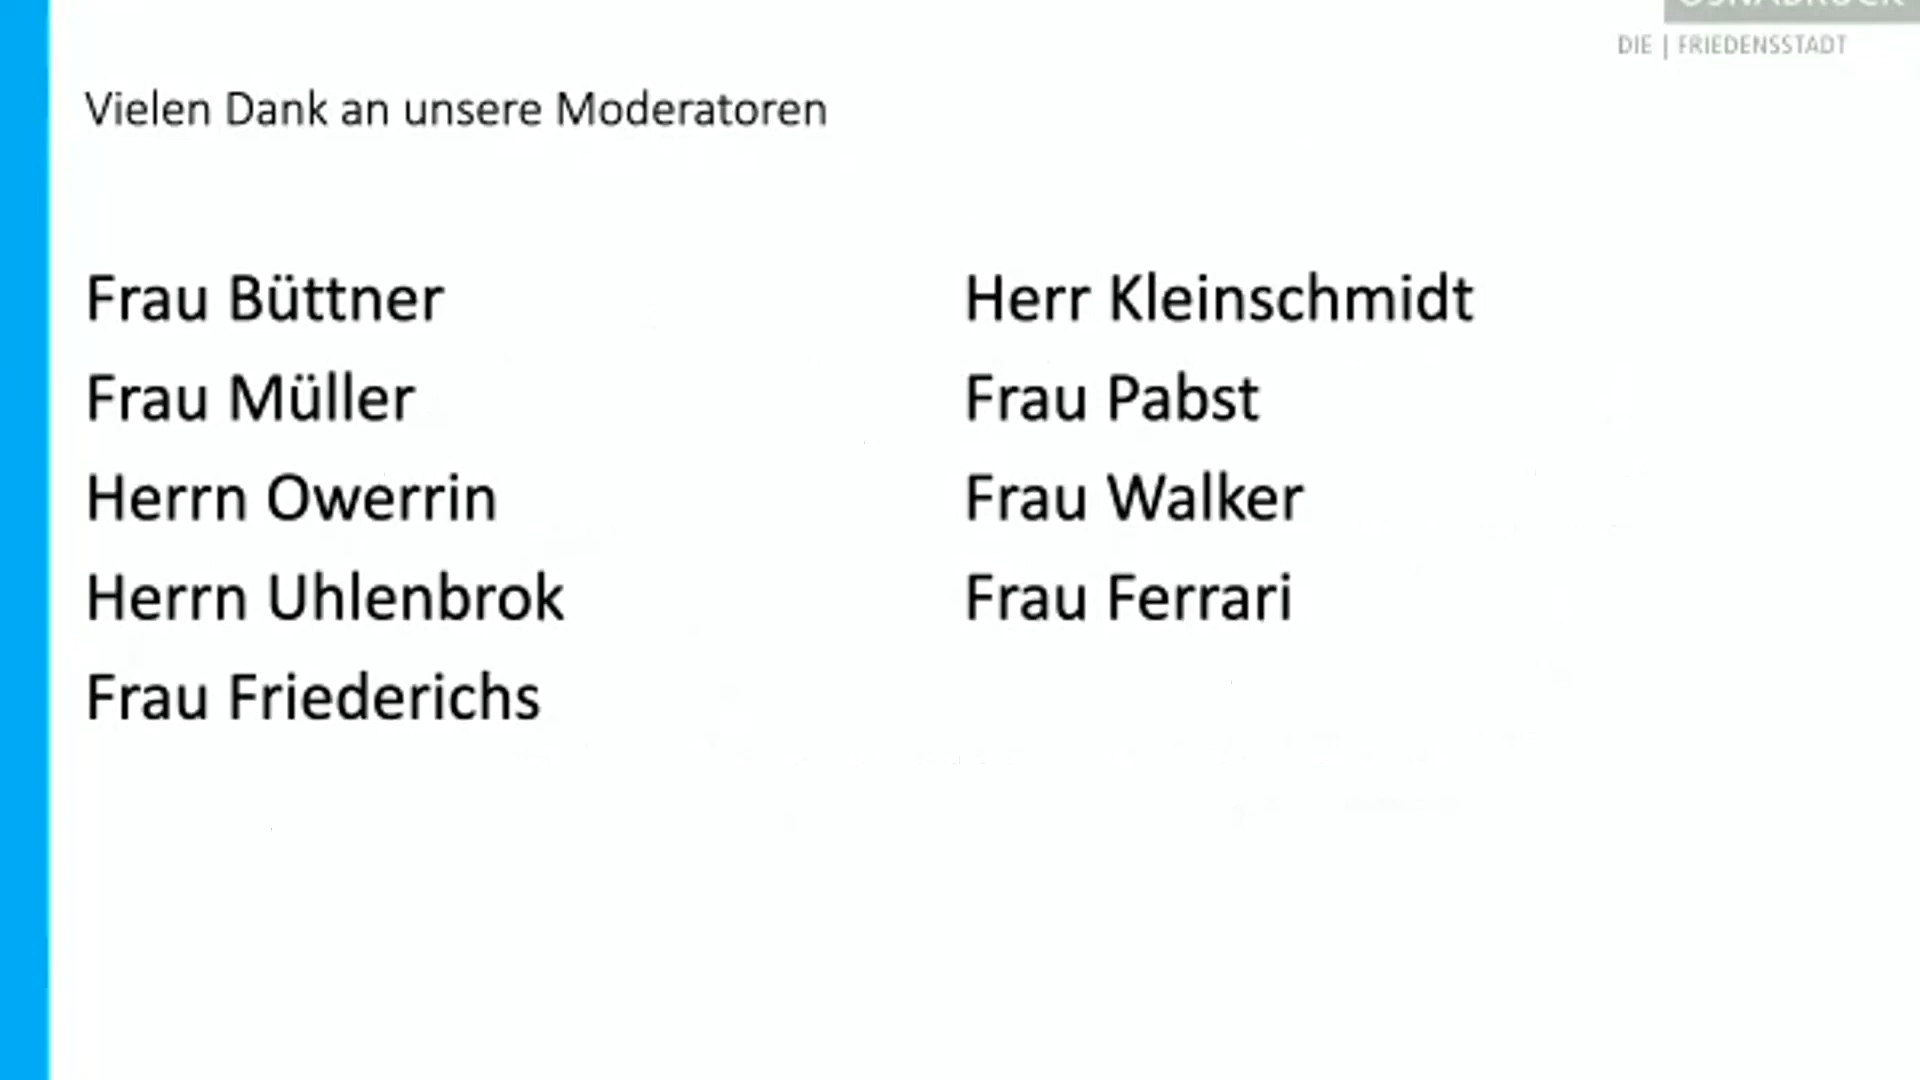 OSNABRÜCK
DIE | FRIEDENSSTADT
Vielen Dank an unsere Moderatoren
Frau Büttner
Frau Müller
Herrn Owerrin
Herrn Uhlenbrok
Frau Friederichs
Herr Kleinschmidt
Frau Pabst
Frau Walker
Frau Ferrari